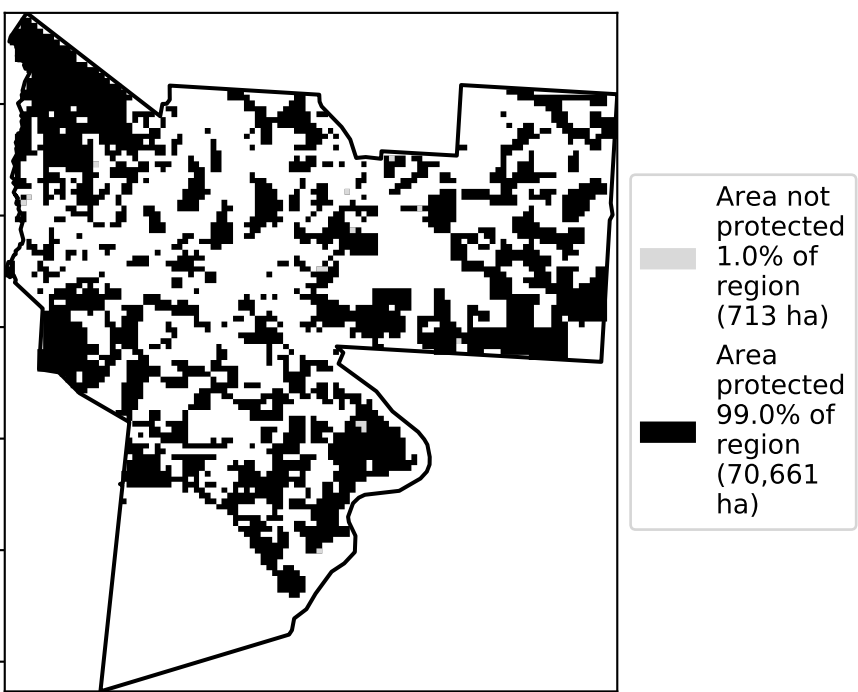 Area not
protected
1.0% of
region
(713 ha)
Area
protected
99.0% of
region
(70,661
ha)